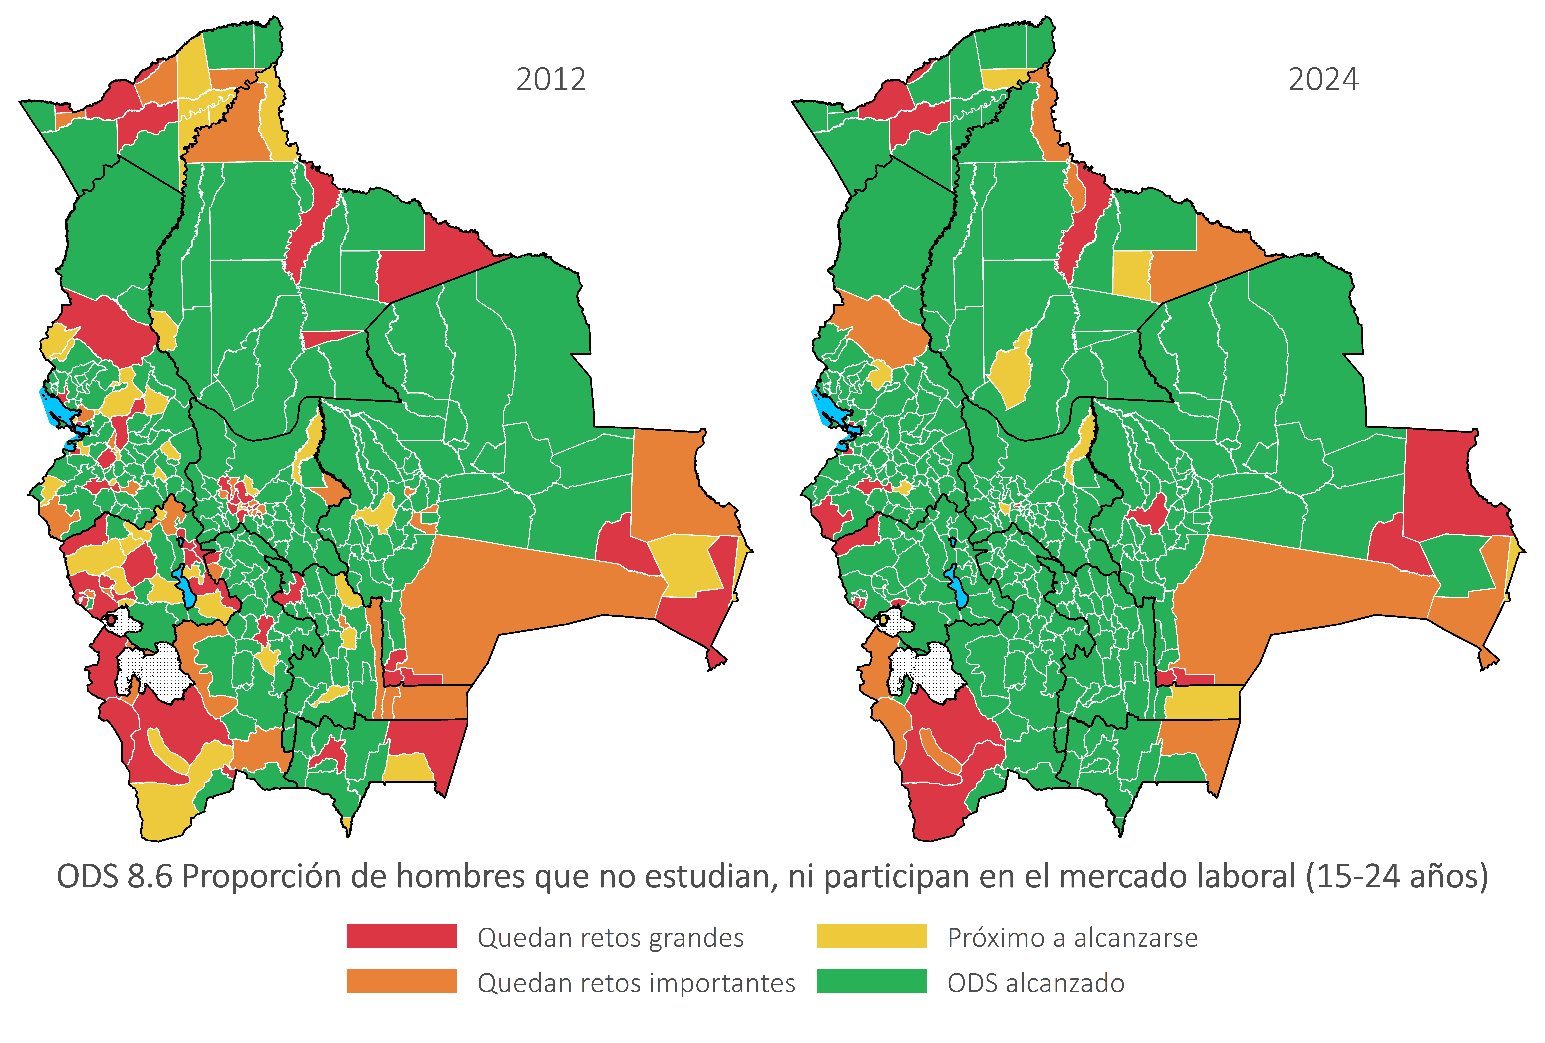 2012
2024
ODS 8.6 Proporción de hombres que no estudian, ni participan en el mercado laboral (15-24 años)
Quedan retos grandes
Próximo a alcanzarse
Quedan retos importantes
ODS alcanzado